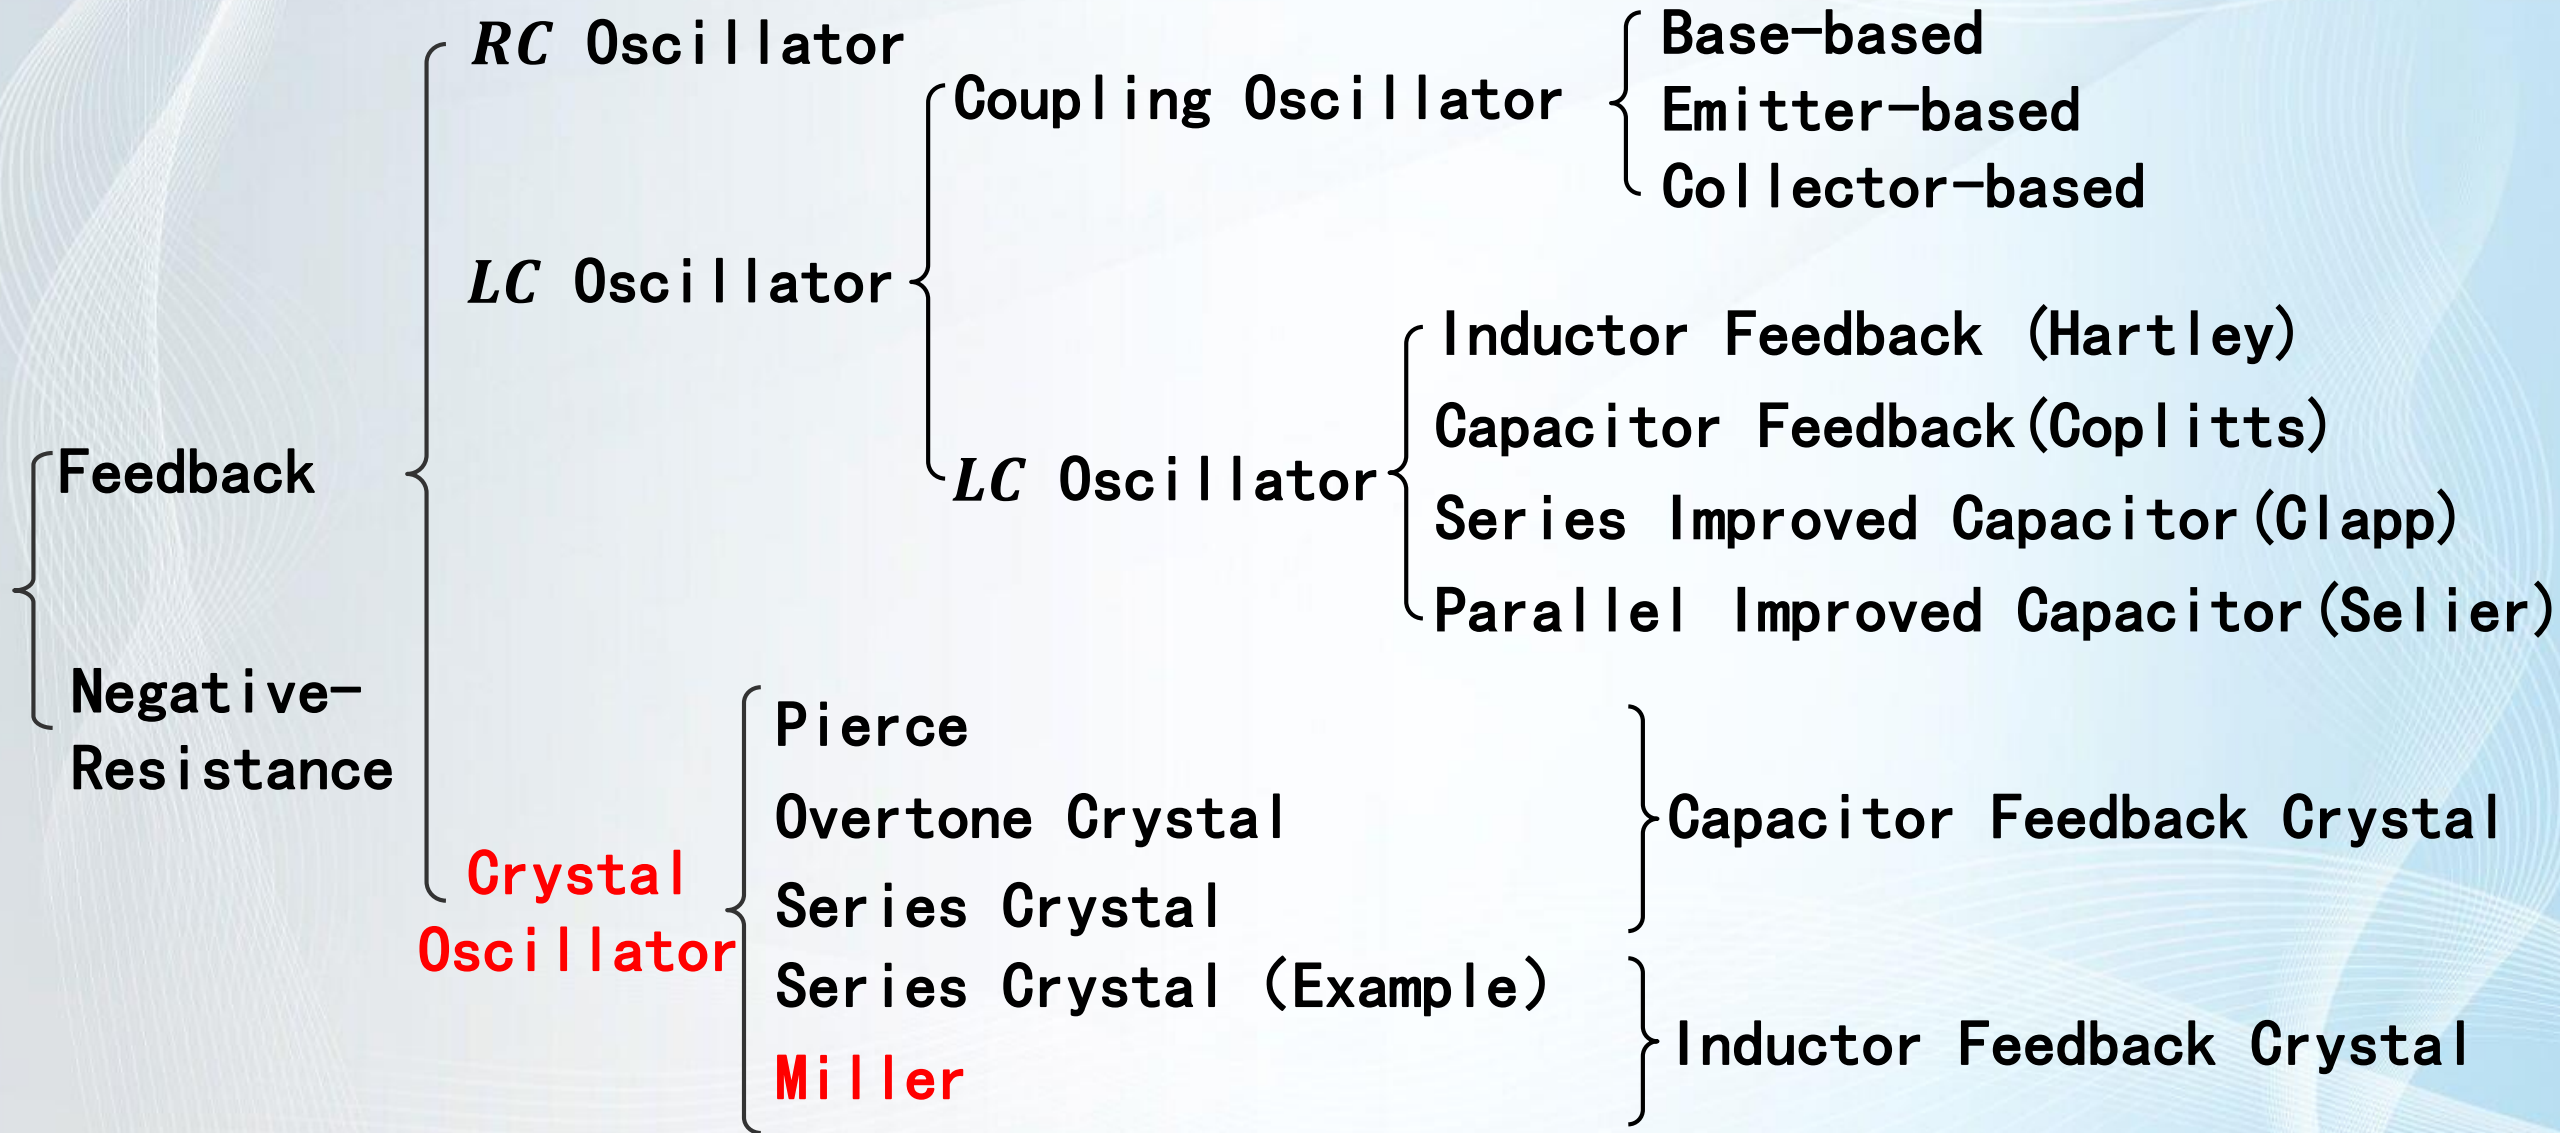 RC Oscillator
LC Oscillator
Coupling Oscillator
Base-based
Emitter-based
Collector-based
LC Oscillator
Inductor Feedback (Hartley)
Capacitor Feedback(Coplitts)
Series Improved Capacitor(Clapp)
Parallel Improved Capacitor(Selier)
Feedback
Negative-
Resistance
Crystal
Oscillator
Pierce
Overtone Crystal
Series Crystal
Series Crystal (Example)
Miller
Capacitor Feedback Crystal
Inductor Feedback Crystal